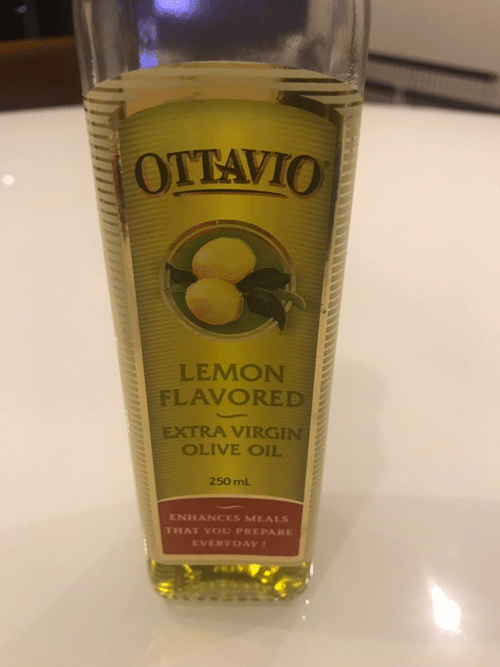 OTTAVIO
LEMON
FLAVORED
EXTRA VIRGIN
OLIVE OIL
250 mL
ENHANCES MEALS
THAT YOU PREPARE
EVERYDAY !